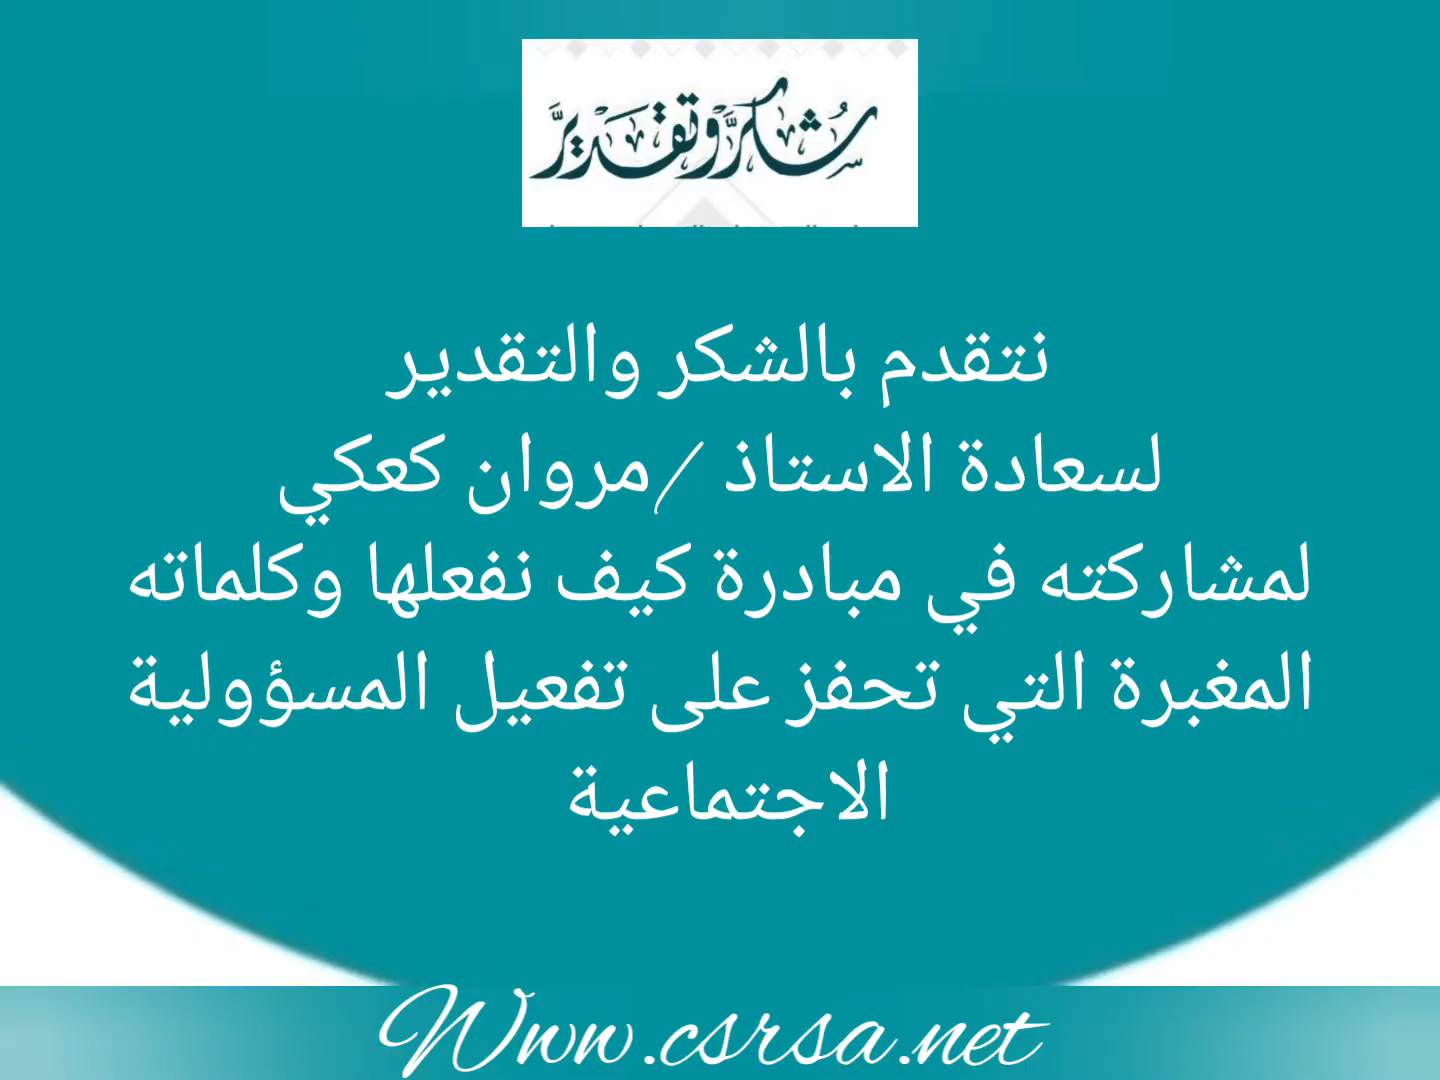 شكر وتقدير
نتقدم بالشكر والتقدير
لسعادة الاستاذ /مروان كعكي
لمشاركته في مبادرة كيف نفعلها وكلماته
المغبرة التي تحفز على تفعيل المسؤولية
الاجتماعية
Www.csrsa.net